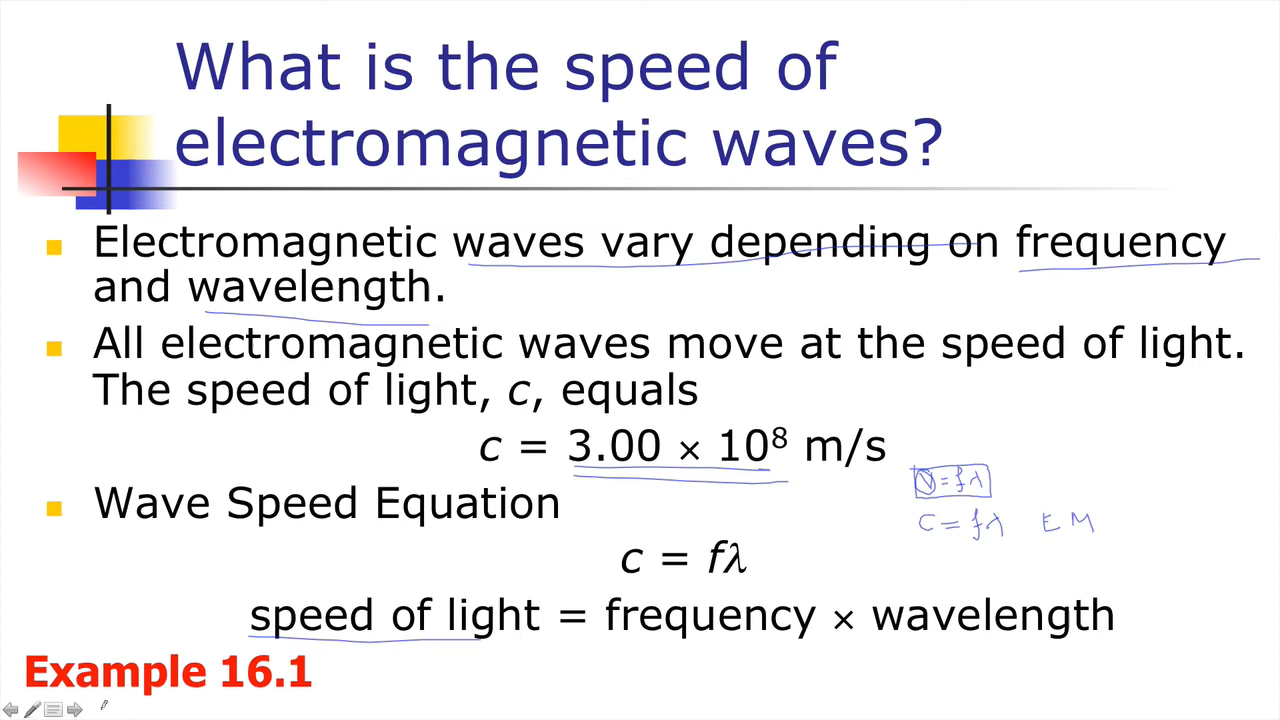 What is the speed of
electromagnetic waves?
Electromagnetic waves vary depending on frequency
and wavelength.
All electromagnetic waves move at the speed of light.
The speed of light, c, equals
c = 3.00 × 10⁸ m/s
V = fλ
Wave Speed Equation
C = fλ EM
c = fλ
speed of light = frequency × wavelength
Example 16.1